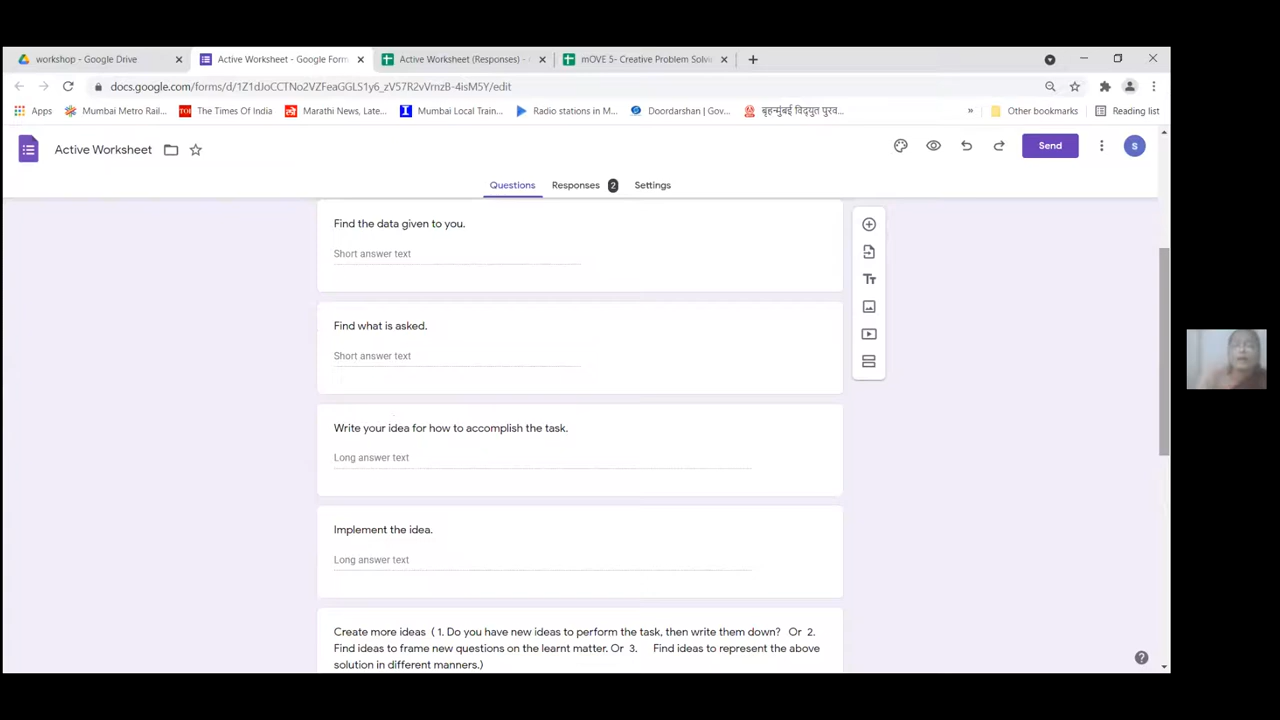 workshop - Google Drive
Active Worksheet - Google Form
Active Worksheet (Responses) -
mOVE 5- Creative Problem Solvi
docs.google.com/forms/d/1Z1dJoCCTNo2VZFeaGGLS1y6_zV57R2vVrnzB-4isM5Y/edit
Apps
Mumbai Metro Rail...
TOI
The Times Of India
Marathi News, Late...
Mumbai Local Train...
Radio stations in M...
Doordarshan | Gov...
बृहन्मुंबई विद्युत पुरव...
»
Other bookmarks
Reading list
Active Worksheet
Send
S
Questions
Responses 2
Settings
Find the data given to you.
Short answer text
Find what is asked.
Short answer text
Write your idea for how to accomplish the task.
Long answer text
Implement the idea.
Long answer text
Create more ideas ( 1. Do you have new ideas to perform the task, then write them down? Or 2.
Find ideas to frame new questions on the learnt matter. Or 3. Find ideas to represent the above
solution in different manners.)
Tт